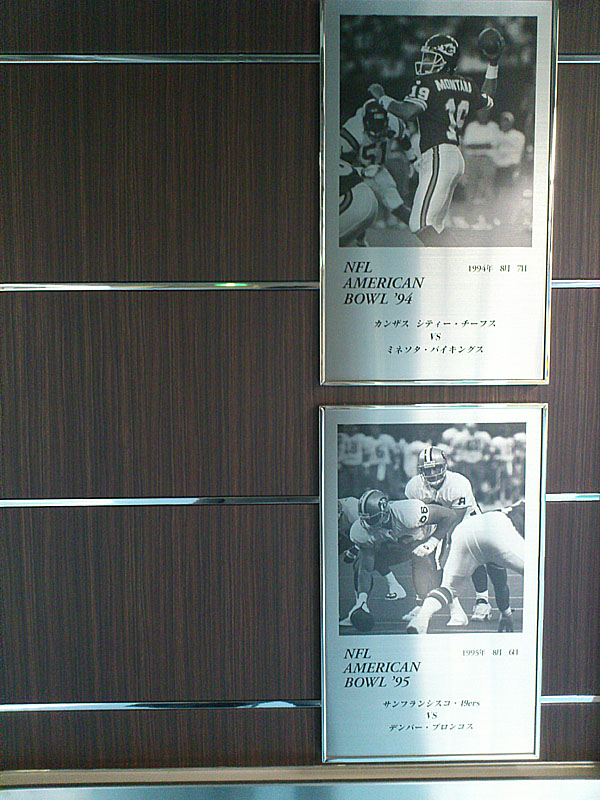 MONTANA
19
19
51
NFL
AMERICAN
BOWL '94
1994年 8月 7日
カンザス シティー・チーフス
VS
ミネソタ・バイキングス
8
NFL
AMERICAN
BOWL '95
1995年 8月 6日
サンフランシスコ・49ers
VS
デンバー・ブロンコス